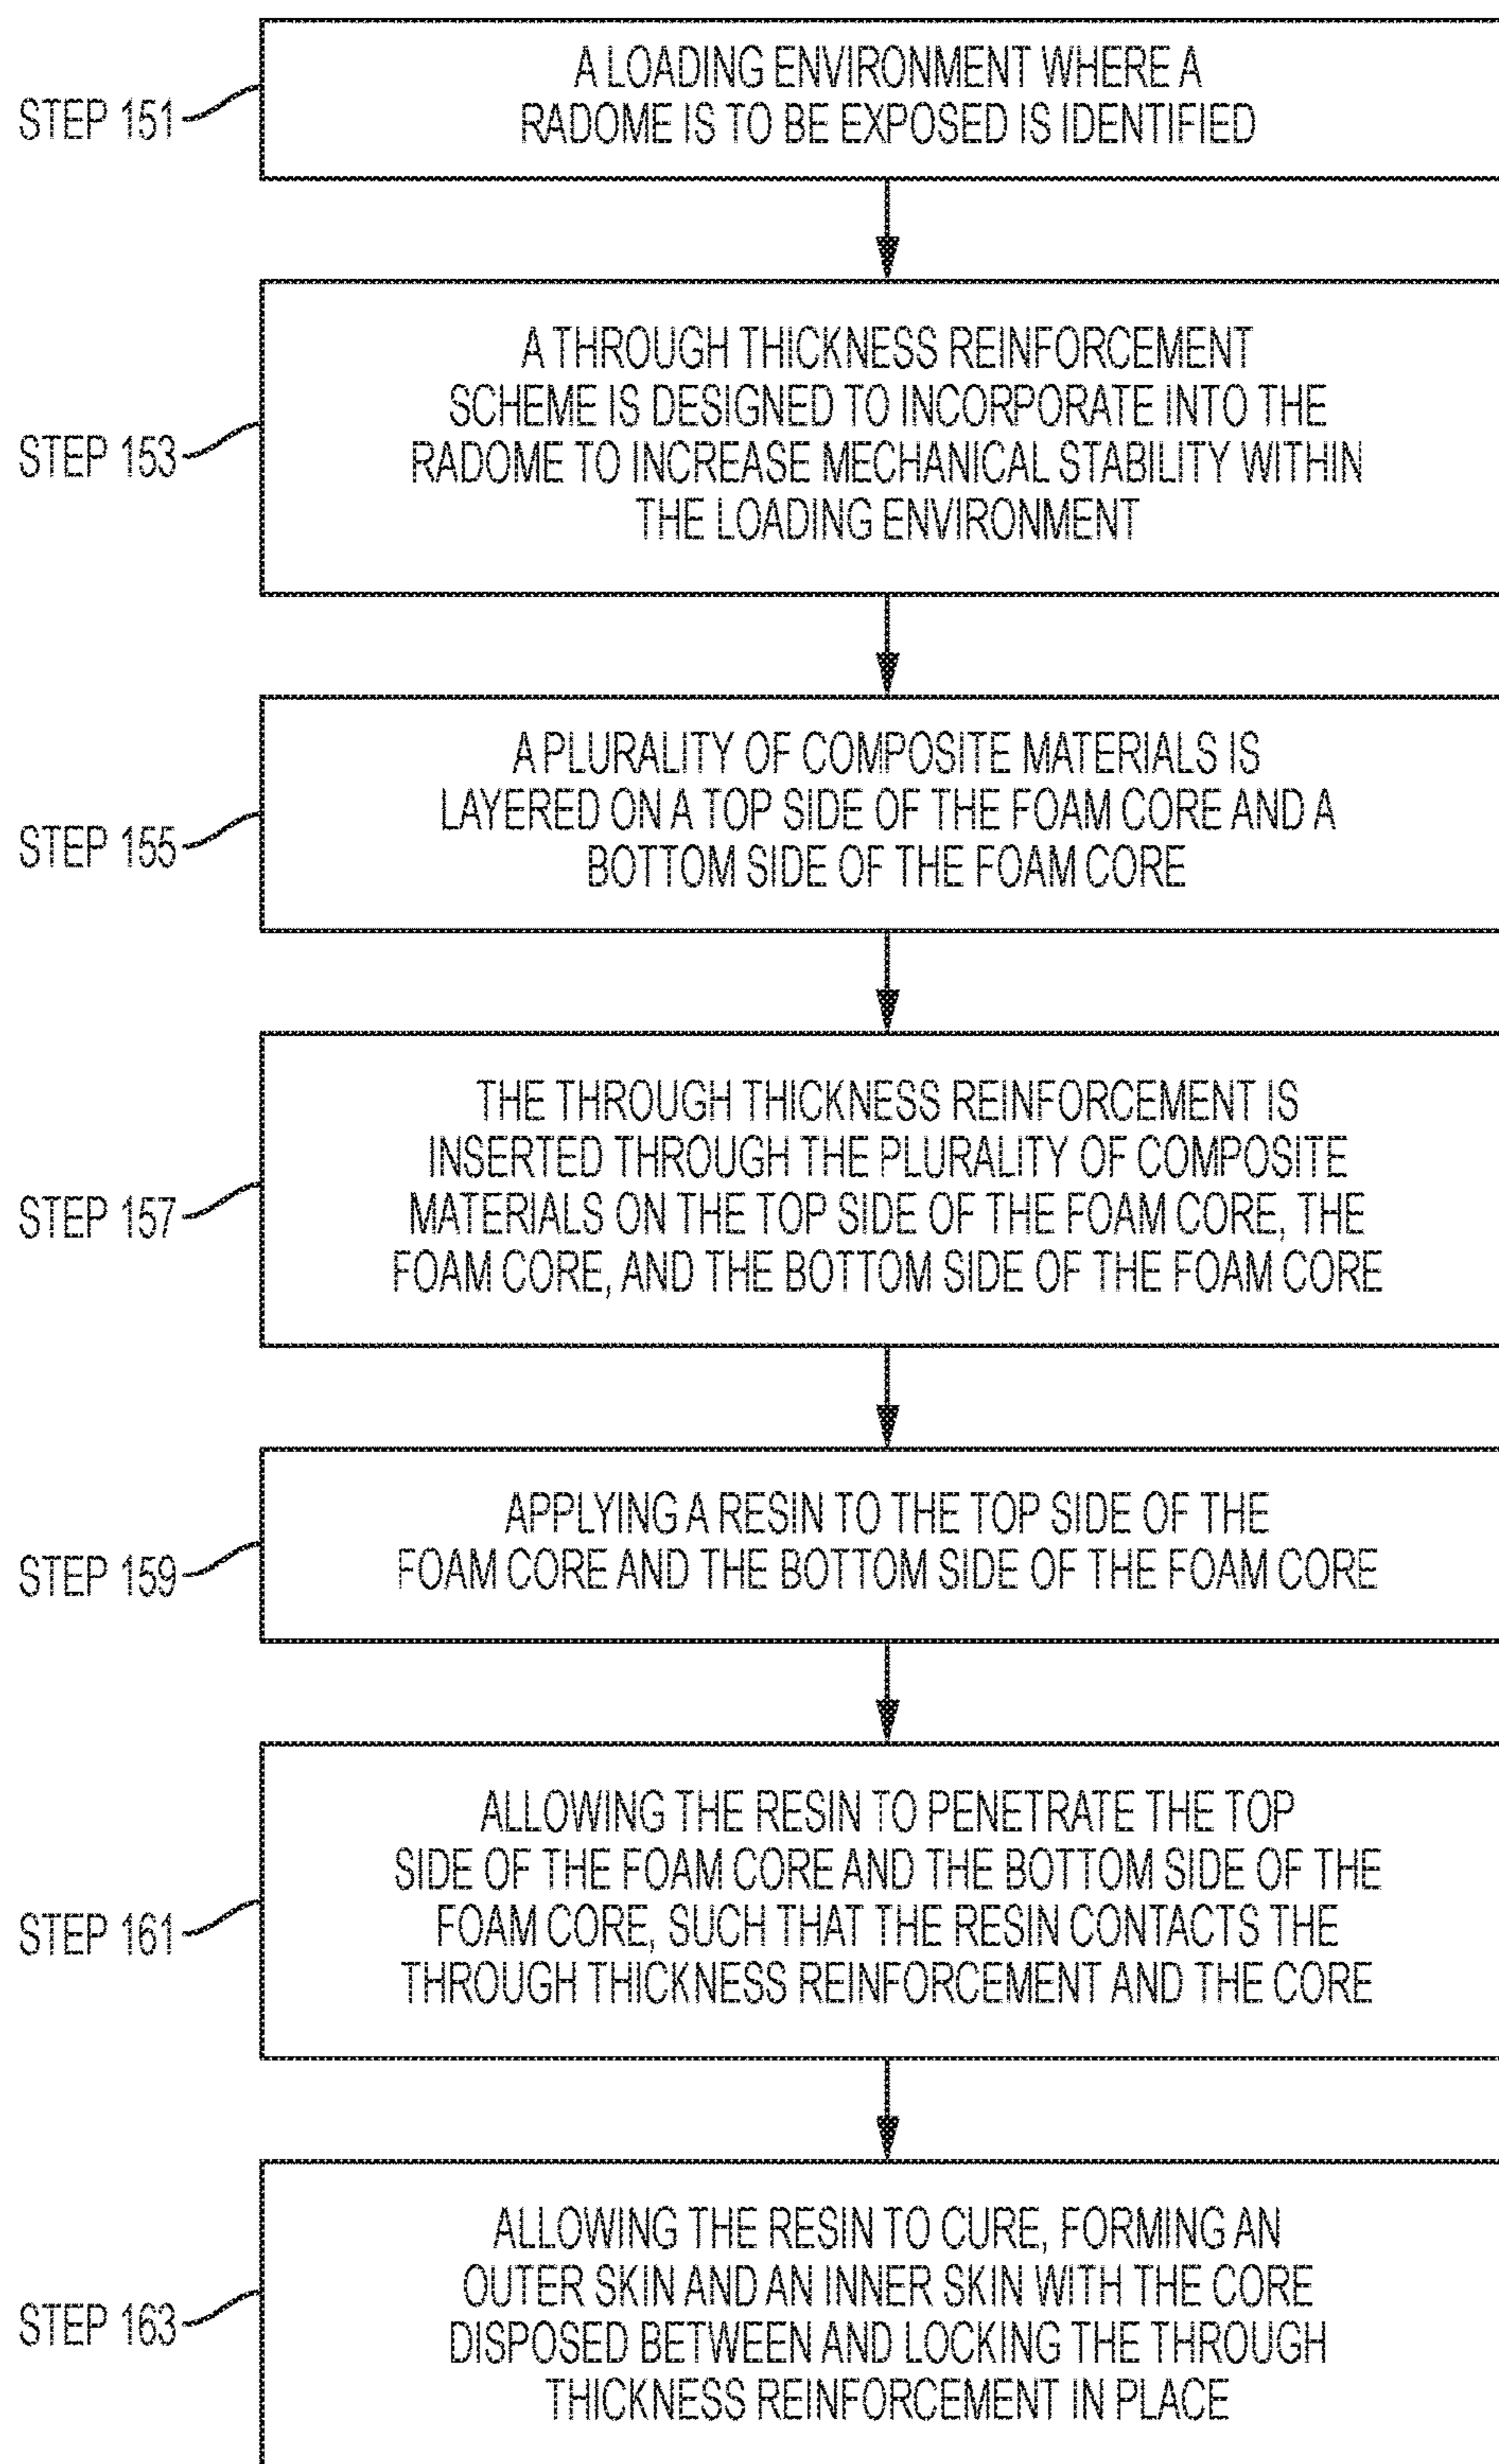 STEP 151
A LOADING ENVIRONMENT WHERE A
RADOME IS TO BE EXPOSED IS IDENTIFIED
STEP 153
A THROUGH THICKNESS REINFORCEMENT
SCHEME IS DESIGNED TO INCORPORATE INTO THE
RADOME TO INCREASE MECHANICAL STABILITY WITHIN
THE LOADING ENVIRONMENT
STEP 155
A PLURALITY OF COMPOSITE MATERIALS IS
LAYERED ON A TOP SIDE OF THE FOAM CORE AND A
BOTTOM SIDE OF THE FOAM CORE
STEP 157
THE THROUGH THICKNESS REINFORCEMENT IS
INSERTED THROUGH THE PLURALITY OF COMPOSITE
MATERIALS ON THE TOP SIDE OF THE FOAM CORE, THE
FOAM CORE, AND THE BOTTOM SIDE OF THE FOAM CORE
STEP 159
APPLYING A RESIN TO THE TOP SIDE OF THE
FOAM CORE AND THE BOTTOM SIDE OF THE FOAM CORE
STEP 161
ALLOWING THE RESIN TO PENETRATE THE TOP
SIDE OF THE FOAM CORE AND THE BOTTOM SIDE OF THE
FOAM CORE, SUCH THAT THE RESIN CONTACTS THE
THROUGH THICKNESS REINFORCEMENT AND THE CORE
STEP 163
ALLOWING THE RESIN TO CURE, FORMING AN
OUTER SKIN AND AN INNER SKIN WITH THE CORE
DISPOSED BETWEEN AND LOCKING THE THROUGH
THICKNESS REINFORCEMENT IN PLACE